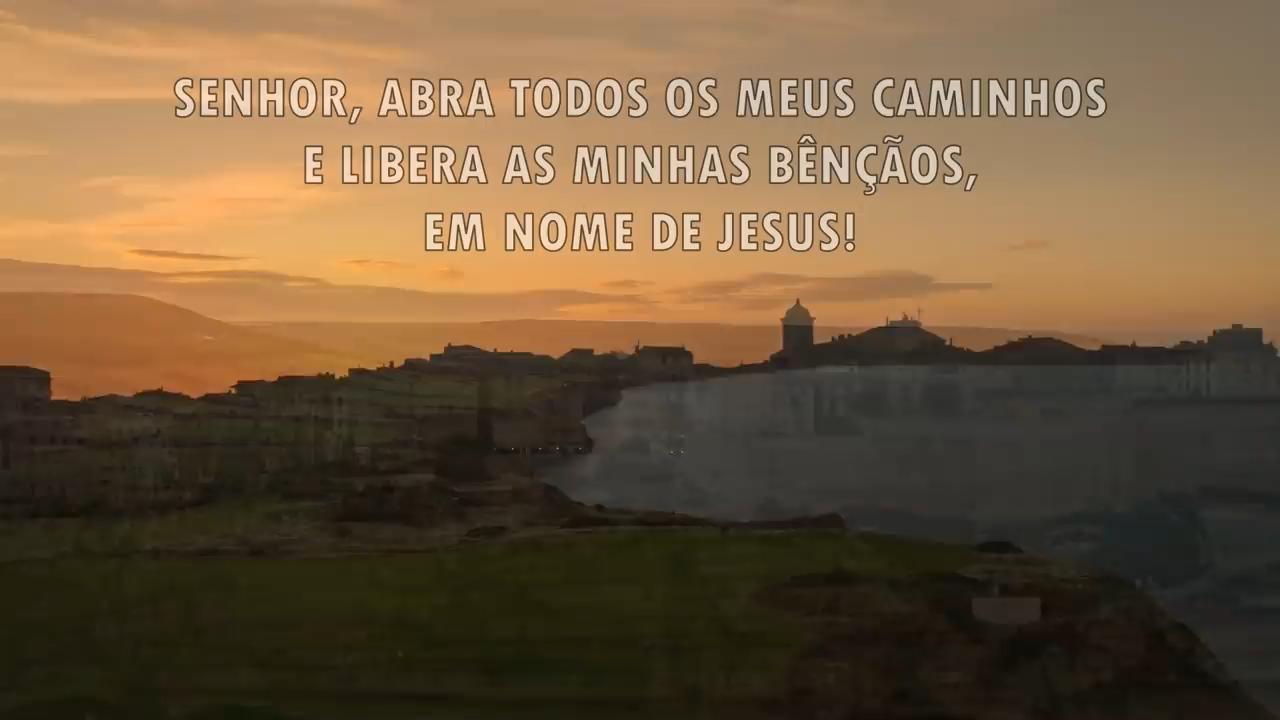 SENHOR, ABRA TODOS OS MEUS CAMINHOS
E LIBERA AS MINHAS BÊNÇÃOS,
EM NOME DE JESUS!